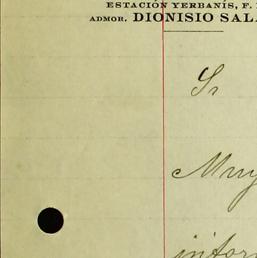 ESTACIÓN YERBANÍS, F.
ADMOR. DIONISIO SAL
Sr
Muy
infor